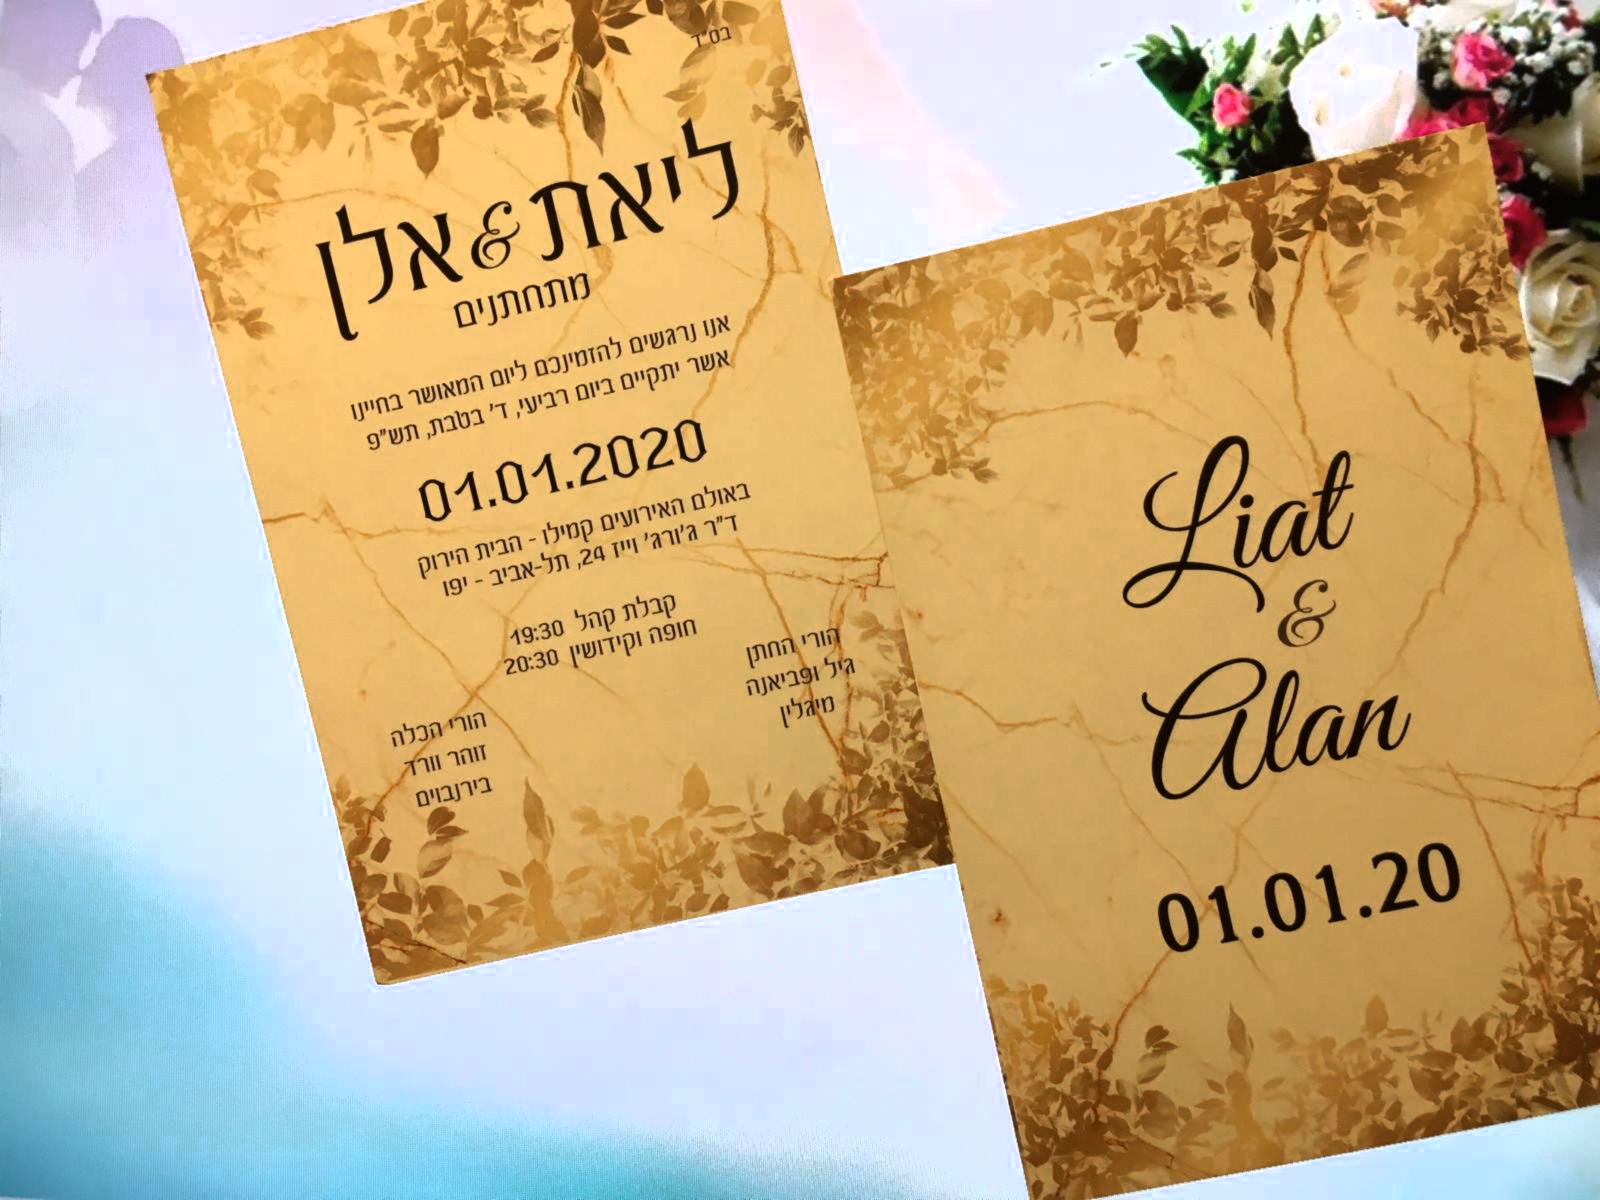 בס"ד
ליאת & אלן
מתחתנים
אנו נרגשים להזמינכם ליום המאושר בחיינו
אשר יתקיים ביום רביעי, ד' בטבת, תש"פ
01.01.2020
באולם האירועים קמילו - הבית הירוק
ד"ר ג'ורג' וייז 24, תל-אביב - יפו
קבלת קהל 19:30
חופה וקידושין 20:30
הורי החתן
גיל ופביאנה
מיגלין
הורי הכלה
זוהר וורד
בירנבוים
Liat
&
Alan
01.01.20